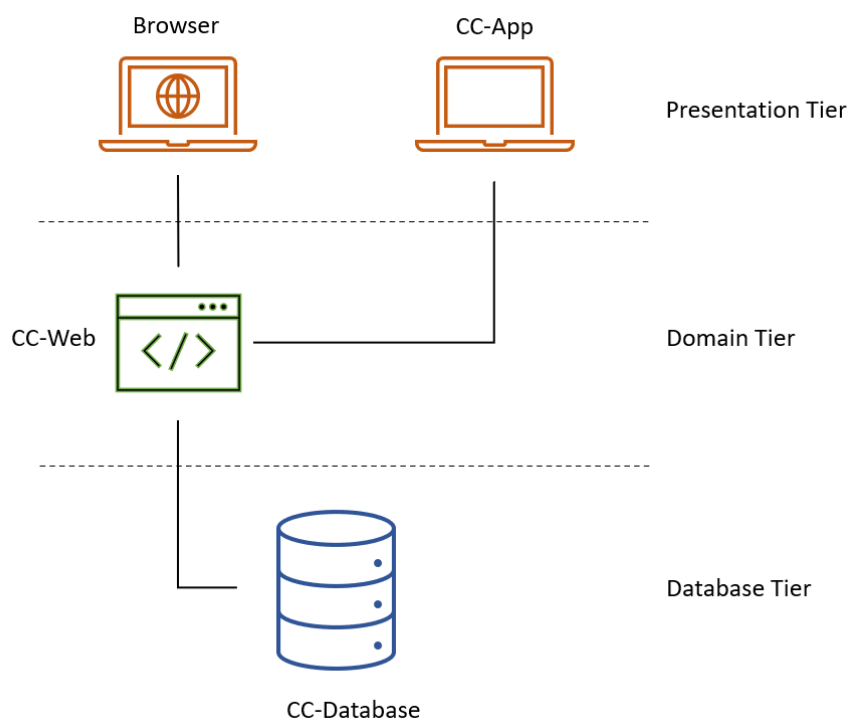 Browser
CC-App
Presentation Tier
CC-Web
</>
Domain Tier
Database Tier
CC-Database